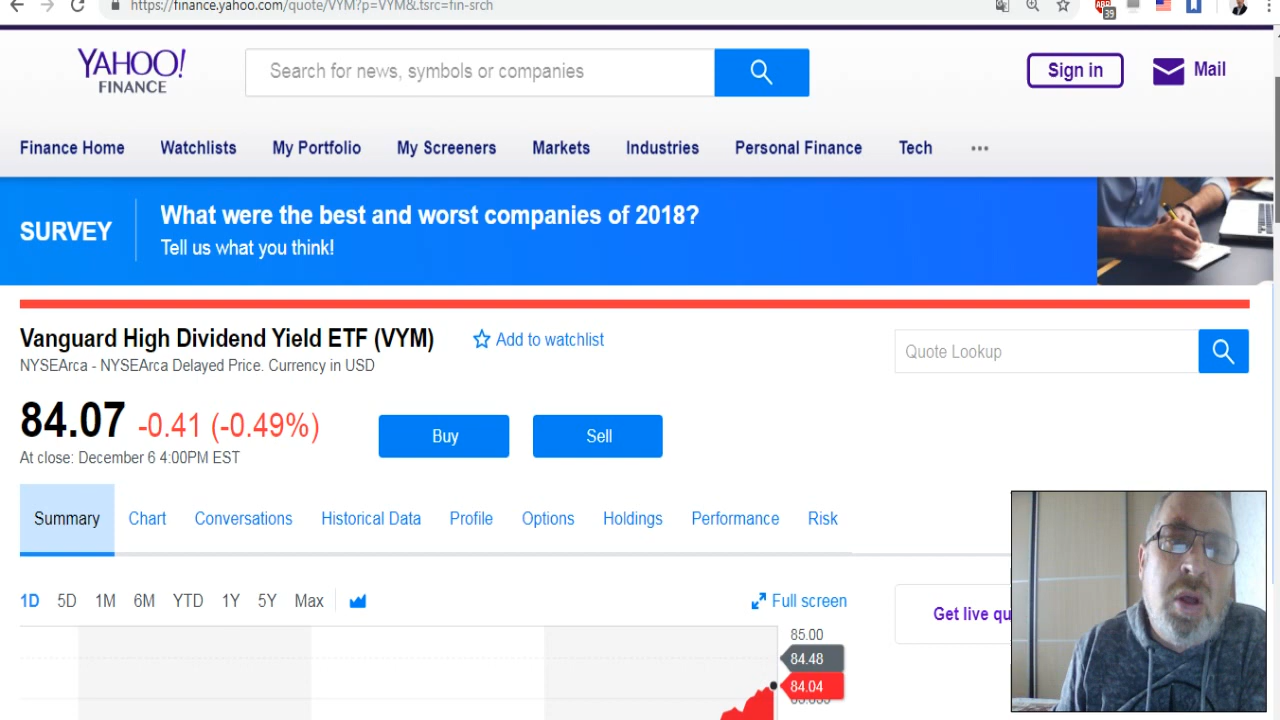 https://finance.yahoo.com/quote/VYM?p=VYM&.tsrc=fin-srch
ABP
39
YAHOO!
FINANCE
Search for news, symbols or companies
Sign in
Mail
Finance Home Watchlists My Portfolio My Screeners Markets Industries Personal Finance Tech •••
SURVEY
What were the best and worst companies of 2018?
Tell us what you think!
Vanguard High Dividend Yield ETF (VYM)
Add to watchlist
NYSEArca - NYSEArca Delayed Price. Currency in USD
Quote Lookup
84.07 -0.41 (-0.49%)
Buy
Sell
At close: December 6 4:00PM EST
Summary Chart Conversations Historical Data Profile Options Holdings Performance Risk
1D 5D 1M 6M YTD 1Y 5Y Max
Full screen
Get live qu
85.00
84.48
84.04